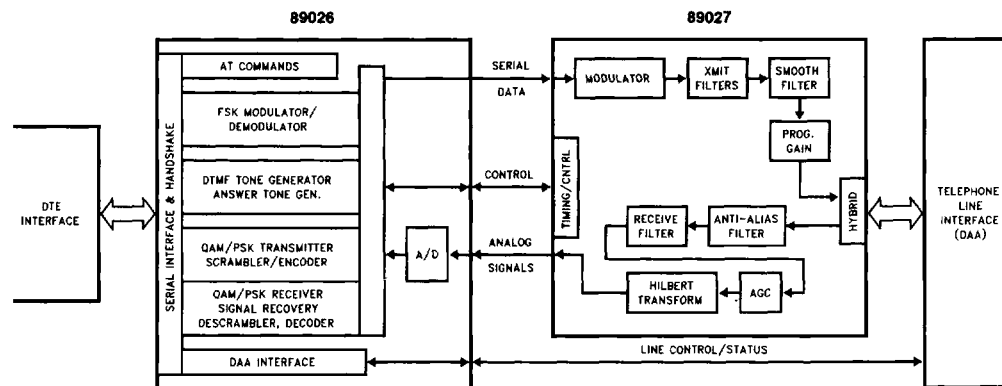 89026
89027
DTE
INTERFACE
SERIAL INTERFACE & HANDSHAKE
AT COMMANDS
FSK MODULATOR/
DEMODULATOR
DTMF TONE GENERATOR
ANSWER TONE GEN.
QAM/PSK TRANSMITTER
SCRAMBLER/ENCODER
QAM/PSK RECEIVER
SIGNAL RECOVERY
DESCRAMBLER, DECODER
DAA INTERFACE
A/D
SERIAL
DATA
CONTROL
ANALOG
SIGNALS
LINE CONTROL/STATUS
TIMING/CNTRL
MODULATOR
XMIT
FILTERS
SMOOTH
FILTER
PROG.
GAIN
HYBRID
RECEIVE
FILTER
ANTI-ALIAS
FILTER
HILBERT
TRANSFORM
AGC
TELEPHONE
LINE
INTERFACE
(DAA)